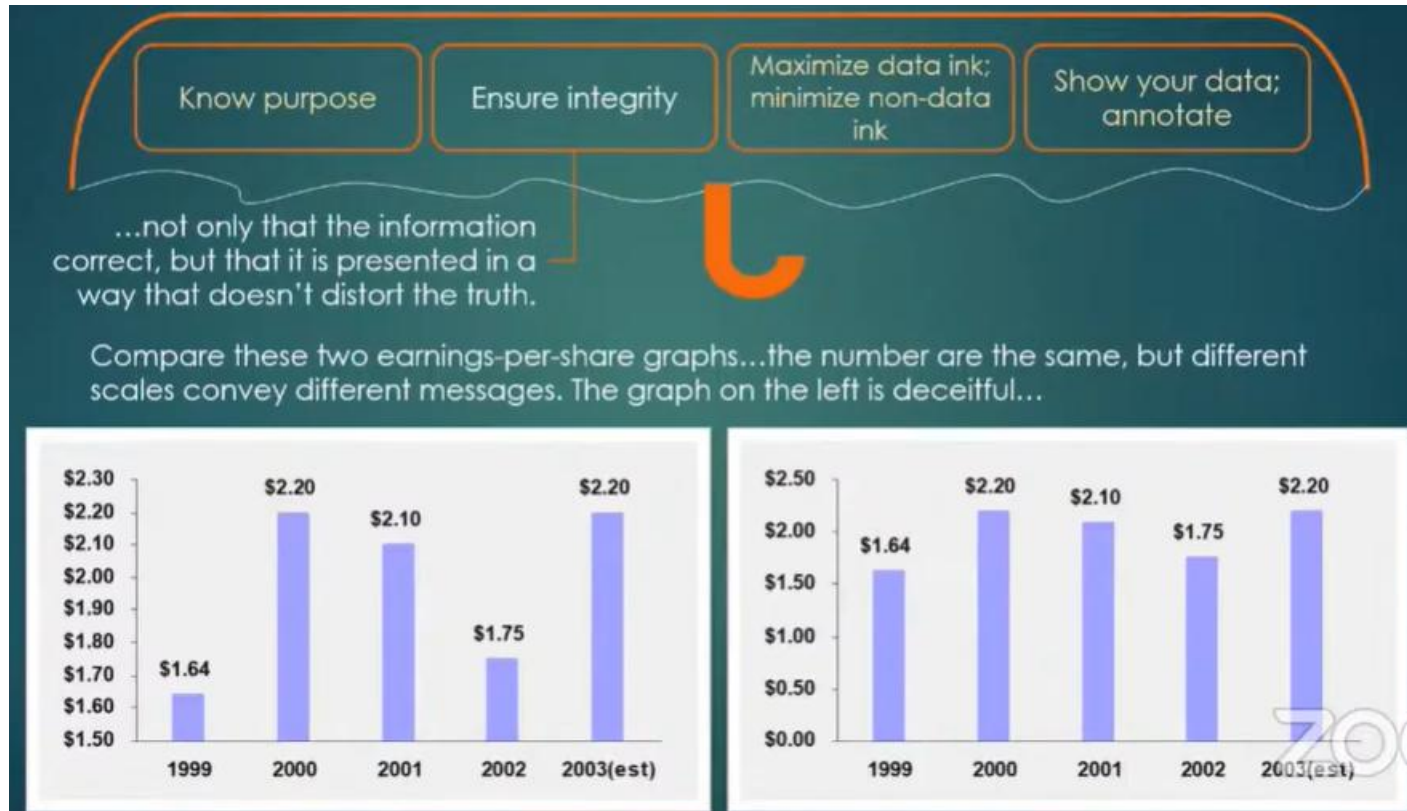 Know purpose
Ensure integrity
Maximize data ink;
minimize non-data
ink
Show your data;
annotate
...not only that the information
correct, but that it is presented in a
way that doesn't distort the truth.
Compare these two earnings-per-share graphs...the number are the same, but different
scales convey different messages. The graph on the left is deceitful...
$2.30
$2.20
$2.10
$2.00
$1.90
$1.80
$1.70
$1.60
$1.50
$1.64
$2.20
$2.10
$1.75
$2.20
1999 2000 2001 2002 2003(est)
$2.50
$2.00
$1.50
$1.00
$0.50
$0.00
$1.64
$2.20
$2.10
$1.75
$2.20
1999 2000 2001 2002 2003(est)